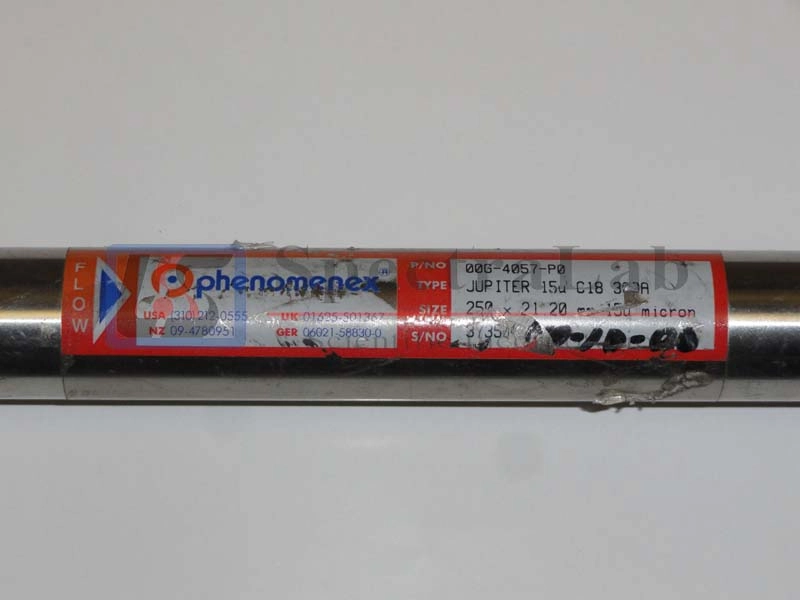 FLOW
phenomenex®
USA (310) 212-0555
UK 01625-501367
NZ 09-4780951
GER 06021-58830-0
P/NO 00G-4057-P0
TYPE JUPITER 15u C18 300A
SIZE 250 x 21.20 mm 15u micron
S/NO
SpectraLab